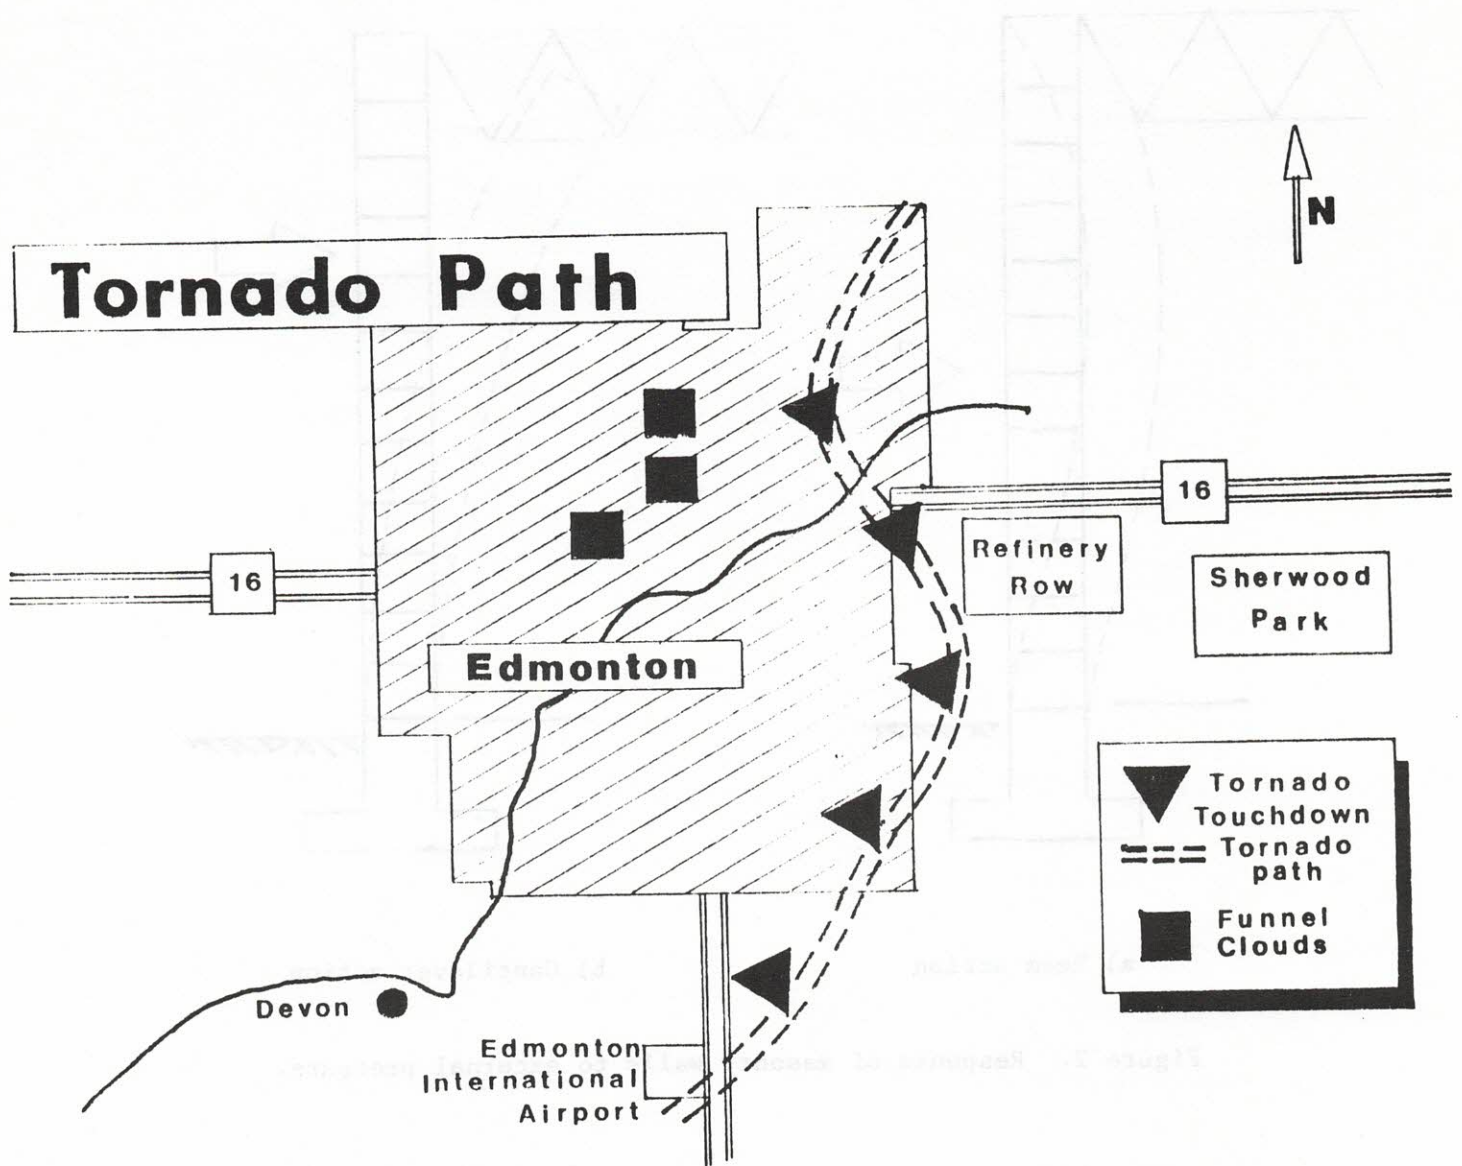 N
Tornado Path
16
Refinery
Row
Sherwood
Park
16
Edmonton
Tornado
Touchdown
Tornado
path
Funnel
Clouds
Devon
Edmonton
International
Airport